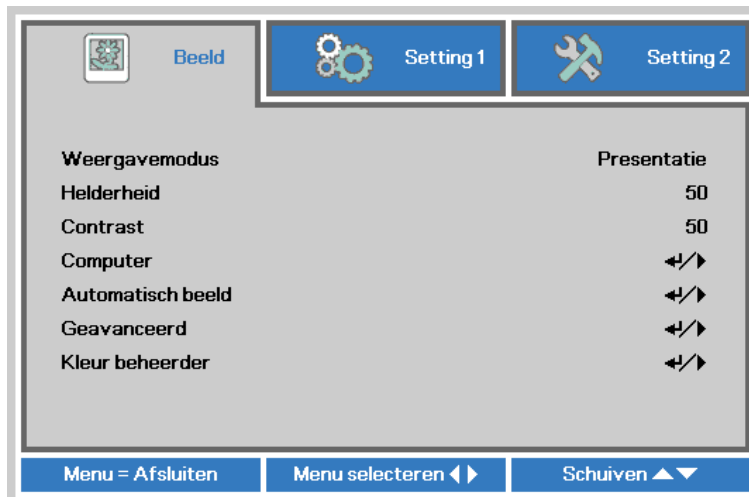 Beeld Setting 1 Setting 2
Weergavemodus Presentatie
Helderheid 50
Contrast 50
Computer ↵/▶
Automatisch beeld ↵/▶
Geavanceerd ↵/▶
Kleur beheerder ↵/▶
Menu = Afsluiten Menu selecteren ◀ ▶ Schuiven ▲▼